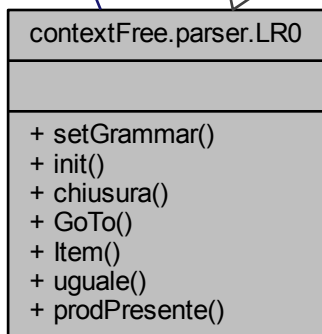 contextFree.parser.LR0
+ setGrammar()
+ init()
+ chiusura()
+ GoTo()
+ Item()
+ uguale()
+ prodPresente()